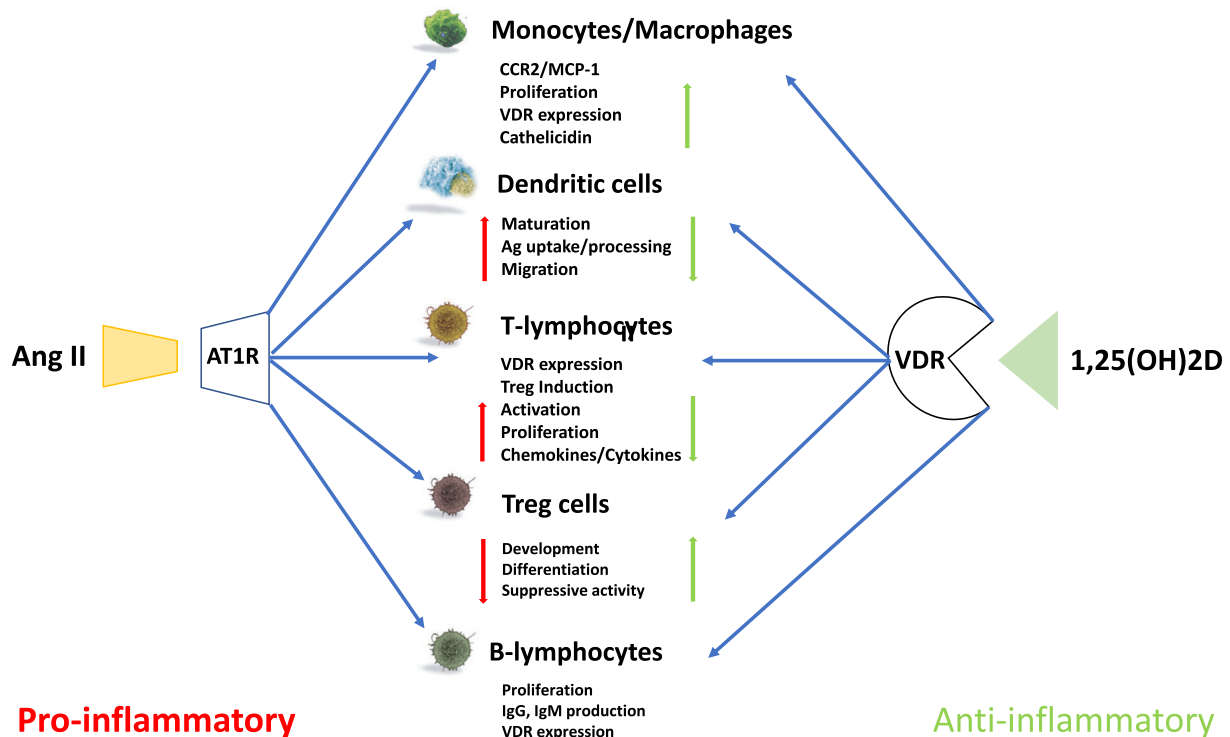 Monocytes/Macrophages
CCR2/MCP-1
Proliferation
VDR expression
Cathelicidin
Dendritic cells
Maturation
Ag uptake/processing
Migration
T-lymphocytes
VDR expression
Treg Induction
Activation
Proliferation
Chemokines/Cytokines
Ang II
AT1R
VDR
1,25(OH)2D
Treg cells
Development
Differentiation
Suppressive activity
B-lymphocytes
Proliferation
IgG, IgM production
VDR expression
Pro-inflammatory
Anti-inflammatory